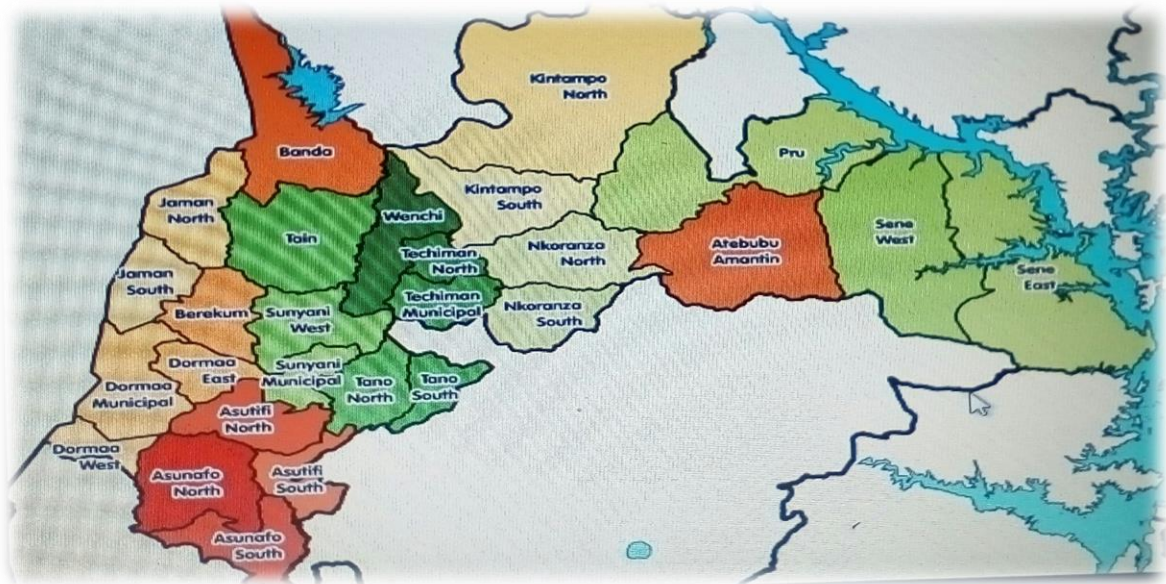 Kintampo
North
Banda
Pru
Jaman
North
Kintampo
South
Wenchi
Tain
Techiman
North
Nkoranza
North
Atebubu
Amantin
Sene
West
Jaman
South
Sene
East
Berekum
Sunyani
West
Techiman
Municipal
Nkoranza
South
Dormaa
East
Sunyani
Municipal
Tano
North
Tano
South
Dormaa
Municipal
Asutifi
North
Dormaa
West
Asunafo
North
Asutifi
South
Asunafo
South